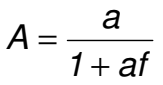 A = a / (1 + af)